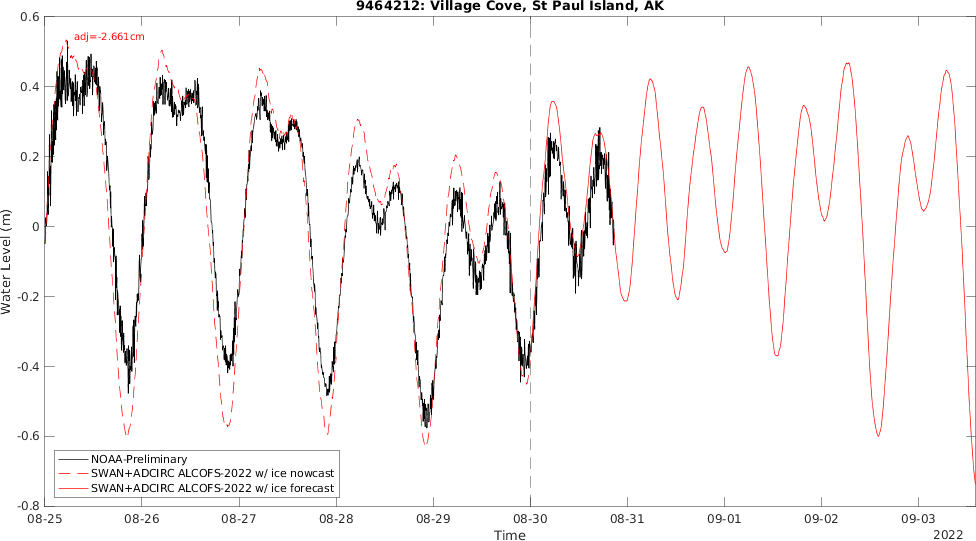 9464212: Village Cove, St Paul Island, AK
adj=-2.661cm
0.6
0.4
0.2
0
-0.2
-0.4
-0.6
-0.8
Water Level (m)
NOAA-Preliminary
SWAN+ADCIRC ALCOFS-2022 w/ ice nowcast
SWAN+ADCIRC ALCOFS-2022 w/ ice forecast
08-25 08-26 08-27 08-28 08-29 08-30 08-31 09-01 09-02 09-03
Time
2022